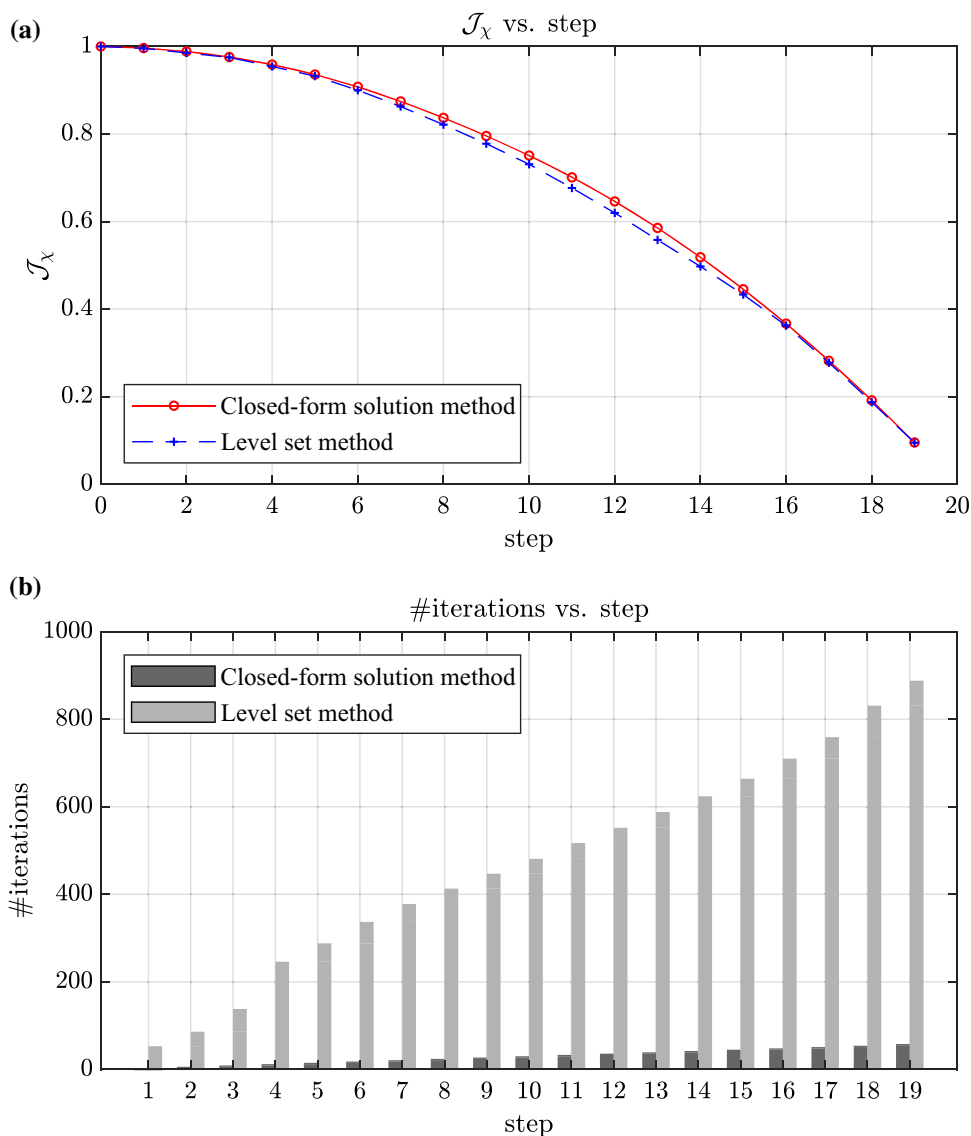 (a)
𝒥χ vs. step
1
0.8
0.6
0.4
0.2
0
𝒥χ
Closed-form solution method
Level set method
0 2 4 6 8 10 12 14 16 18 20
step
(b)
#iterations vs. step
1000
800
600
400
200
0
#iterations
Closed-form solution method
Level set method
1 2 3 4 5 6 7 8 9 10 11 12 13 14 15 16 17 18 19
step